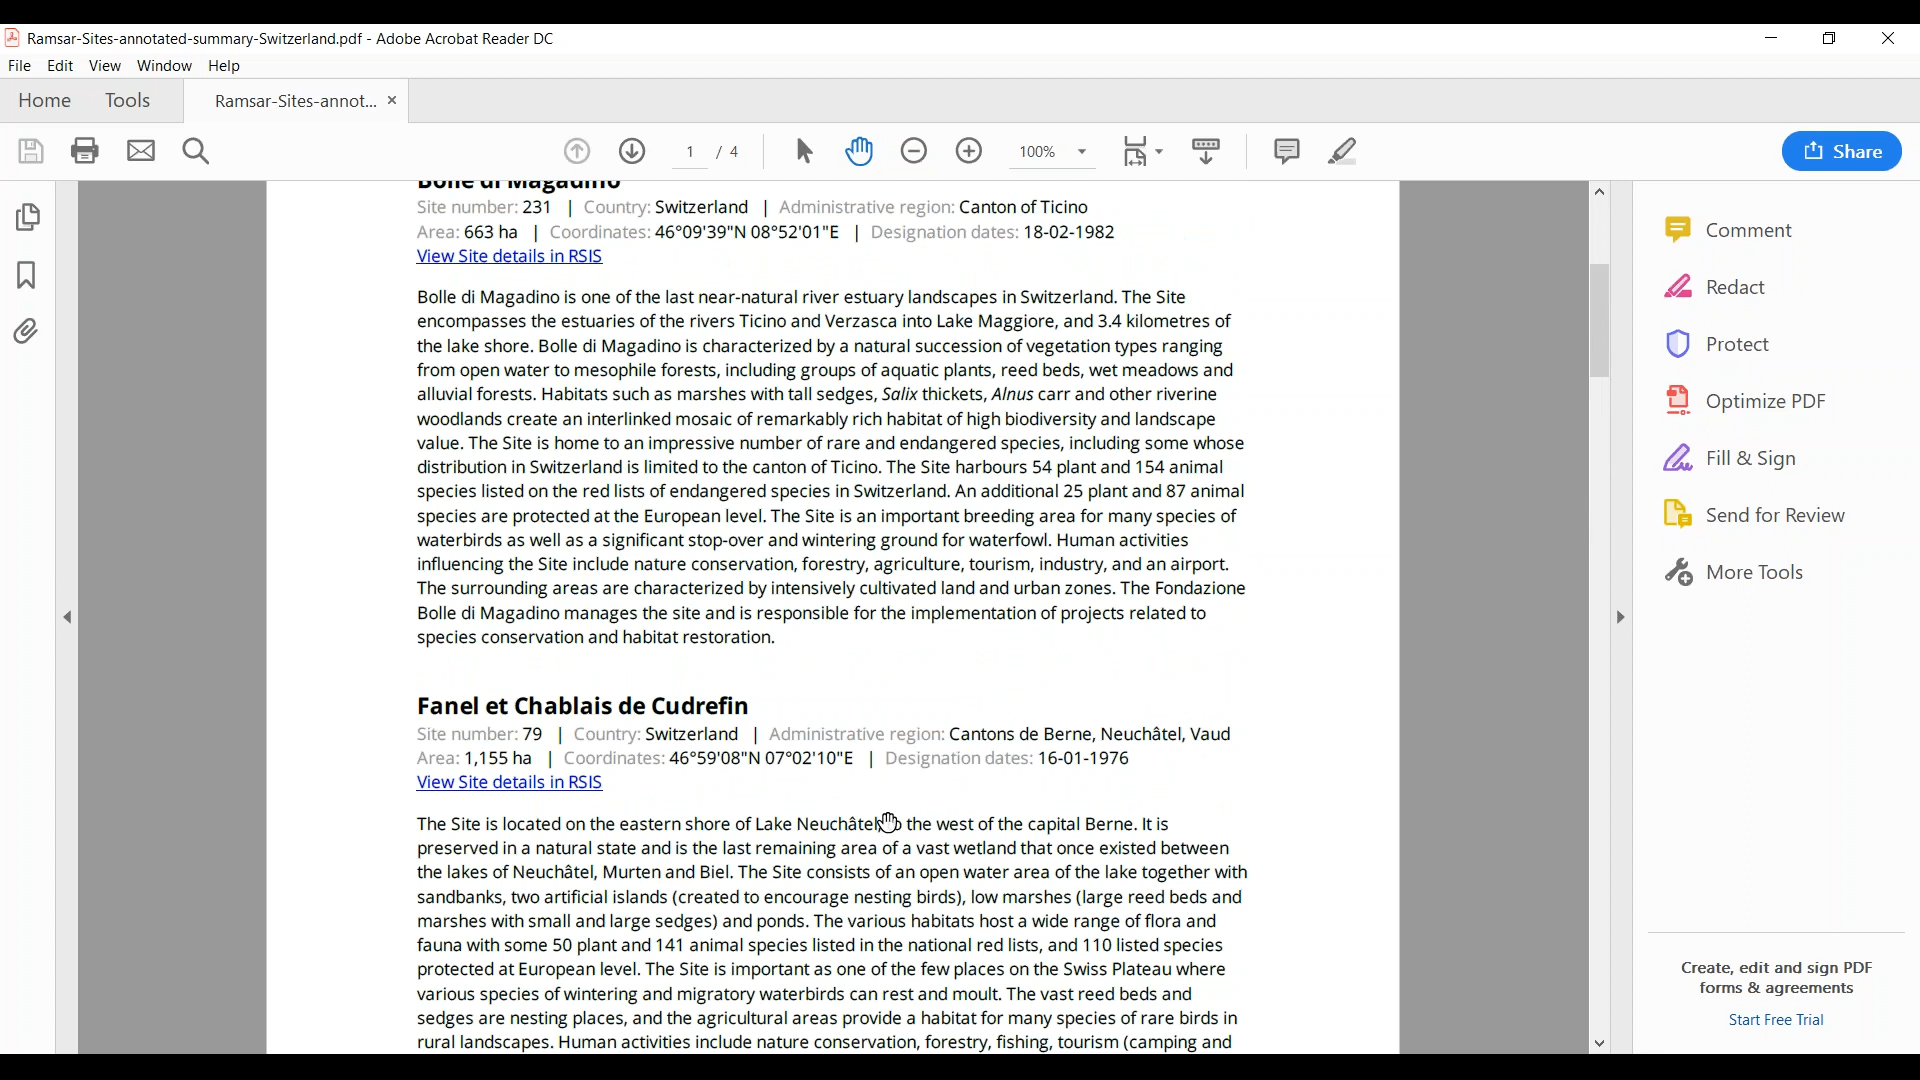 Ramsar-Sites-annotated-summary-Switzerland.pdf - Adobe Acrobat Reader DC
File Edit View Window Help
Home Tools Ramsar-Sites-annot... ×
1 / 4 100% Share
Bolle di Magadino
Site number: 231 | Country: Switzerland | Administrative region: Canton of Ticino
Area: 663 ha | Coordinates: 46°09'39"N 08°52'01"E | Designation dates: 18-02-1982
View Site details in RSIS
Bolle di Magadino is one of the last near-natural river estuary landscapes in Switzerland. The Site
encompasses the estuaries of the rivers Ticino and Verzasca into Lake Maggiore, and 3.4 kilometres of
the lake shore. Bolle di Magadino is characterized by a natural succession of vegetation types ranging
from open water to mesophile forests, including groups of aquatic plants, reed beds, wet meadows and
alluvial forests. Habitats such as marshes with tall sedges, Salix thickets, Alnus carr and other riverine
woodlands create an interlinked mosaic of remarkably rich habitat of high biodiversity and landscape
value. The Site is home to an impressive number of rare and endangered species, including some whose
distribution in Switzerland is limited to the canton of Ticino. The Site harbours 54 plant and 154 animal
species listed on the red lists of endangered species in Switzerland. An additional 25 plant and 87 animal
species are protected at the European level. The Site is an important breeding area for many species of
waterbirds as well as a significant stop-over and wintering ground for waterfowl. Human activities
influencing the Site include nature conservation, forestry, agriculture, tourism, industry, and an airport.
The surrounding areas are characterized by intensively cultivated land and urban zones. The Fondazione
Bolle di Magadino manages the site and is responsible for the implementation of projects related to
species conservation and habitat restoration.
Fanel et Chablais de Cudrefin
Site number: 79 | Country: Switzerland | Administrative region: Cantons de Berne, Neuchâtel, Vaud
Area: 1,155 ha | Coordinates: 46°59'08"N 07°02'10"E | Designation dates: 16-01-1976
View Site details in RSIS
The Site is located on the eastern shore of Lake Neuchâtel, the west of the capital Berne. It is
preserved in a natural state and is the last remaining area of a vast wetland that once existed between
the lakes of Neuchâtel, Murten and Biel. The Site consists of an open water area of the lake together with
sandbanks, two artificial islands (created to encourage nesting birds), low marshes (large reed beds and
marshes with small and large sedges) and ponds. The various habitats host a wide range of flora and
fauna with some 50 plant and 141 animal species listed in the national red lists, and 110 listed species
protected at European level. The Site is important as one of the few places on the Swiss Plateau where
various species of wintering and migratory waterbirds can rest and moult. The vast reed beds and
sedges are nesting places, and the agricultural areas provide a habitat for many species of rare birds in
rural landscapes. Human activities include nature conservation, forestry, fishing, tourism (camping and
Comment
Redact
Protect
Optimize PDF
Fill & Sign
Send for Review
More Tools
Create, edit and sign PDF
forms & agreements
Start Free Trial